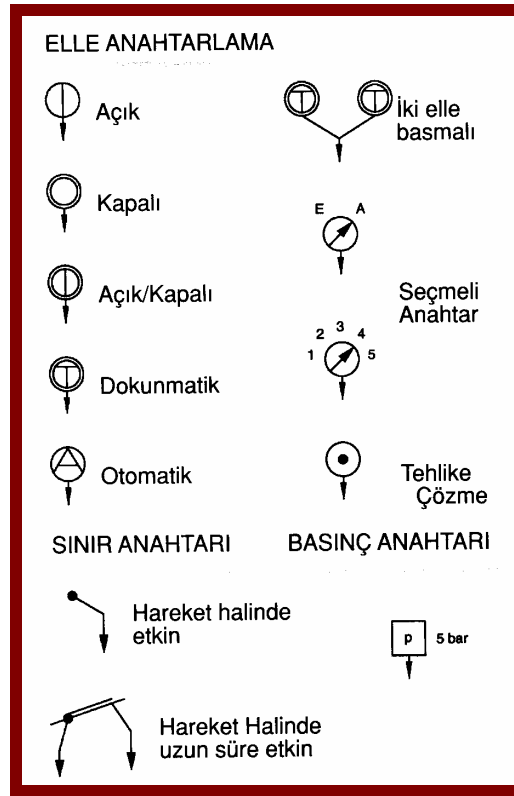 ELLE ANAHTARLAMA
Açık
Kapalı
Açık/Kapalı
Dokunmatik
A
Otomatik
İki elle
basmalı
E A
Seçmeli
Anahtar
1 2 3 4 5
Tehlike
Çözme
SINIR ANAHTARI
Hareket halinde
etkin
Hareket Halinde
uzun süre etkin
BASINÇ ANAHTARI
p 5 bar